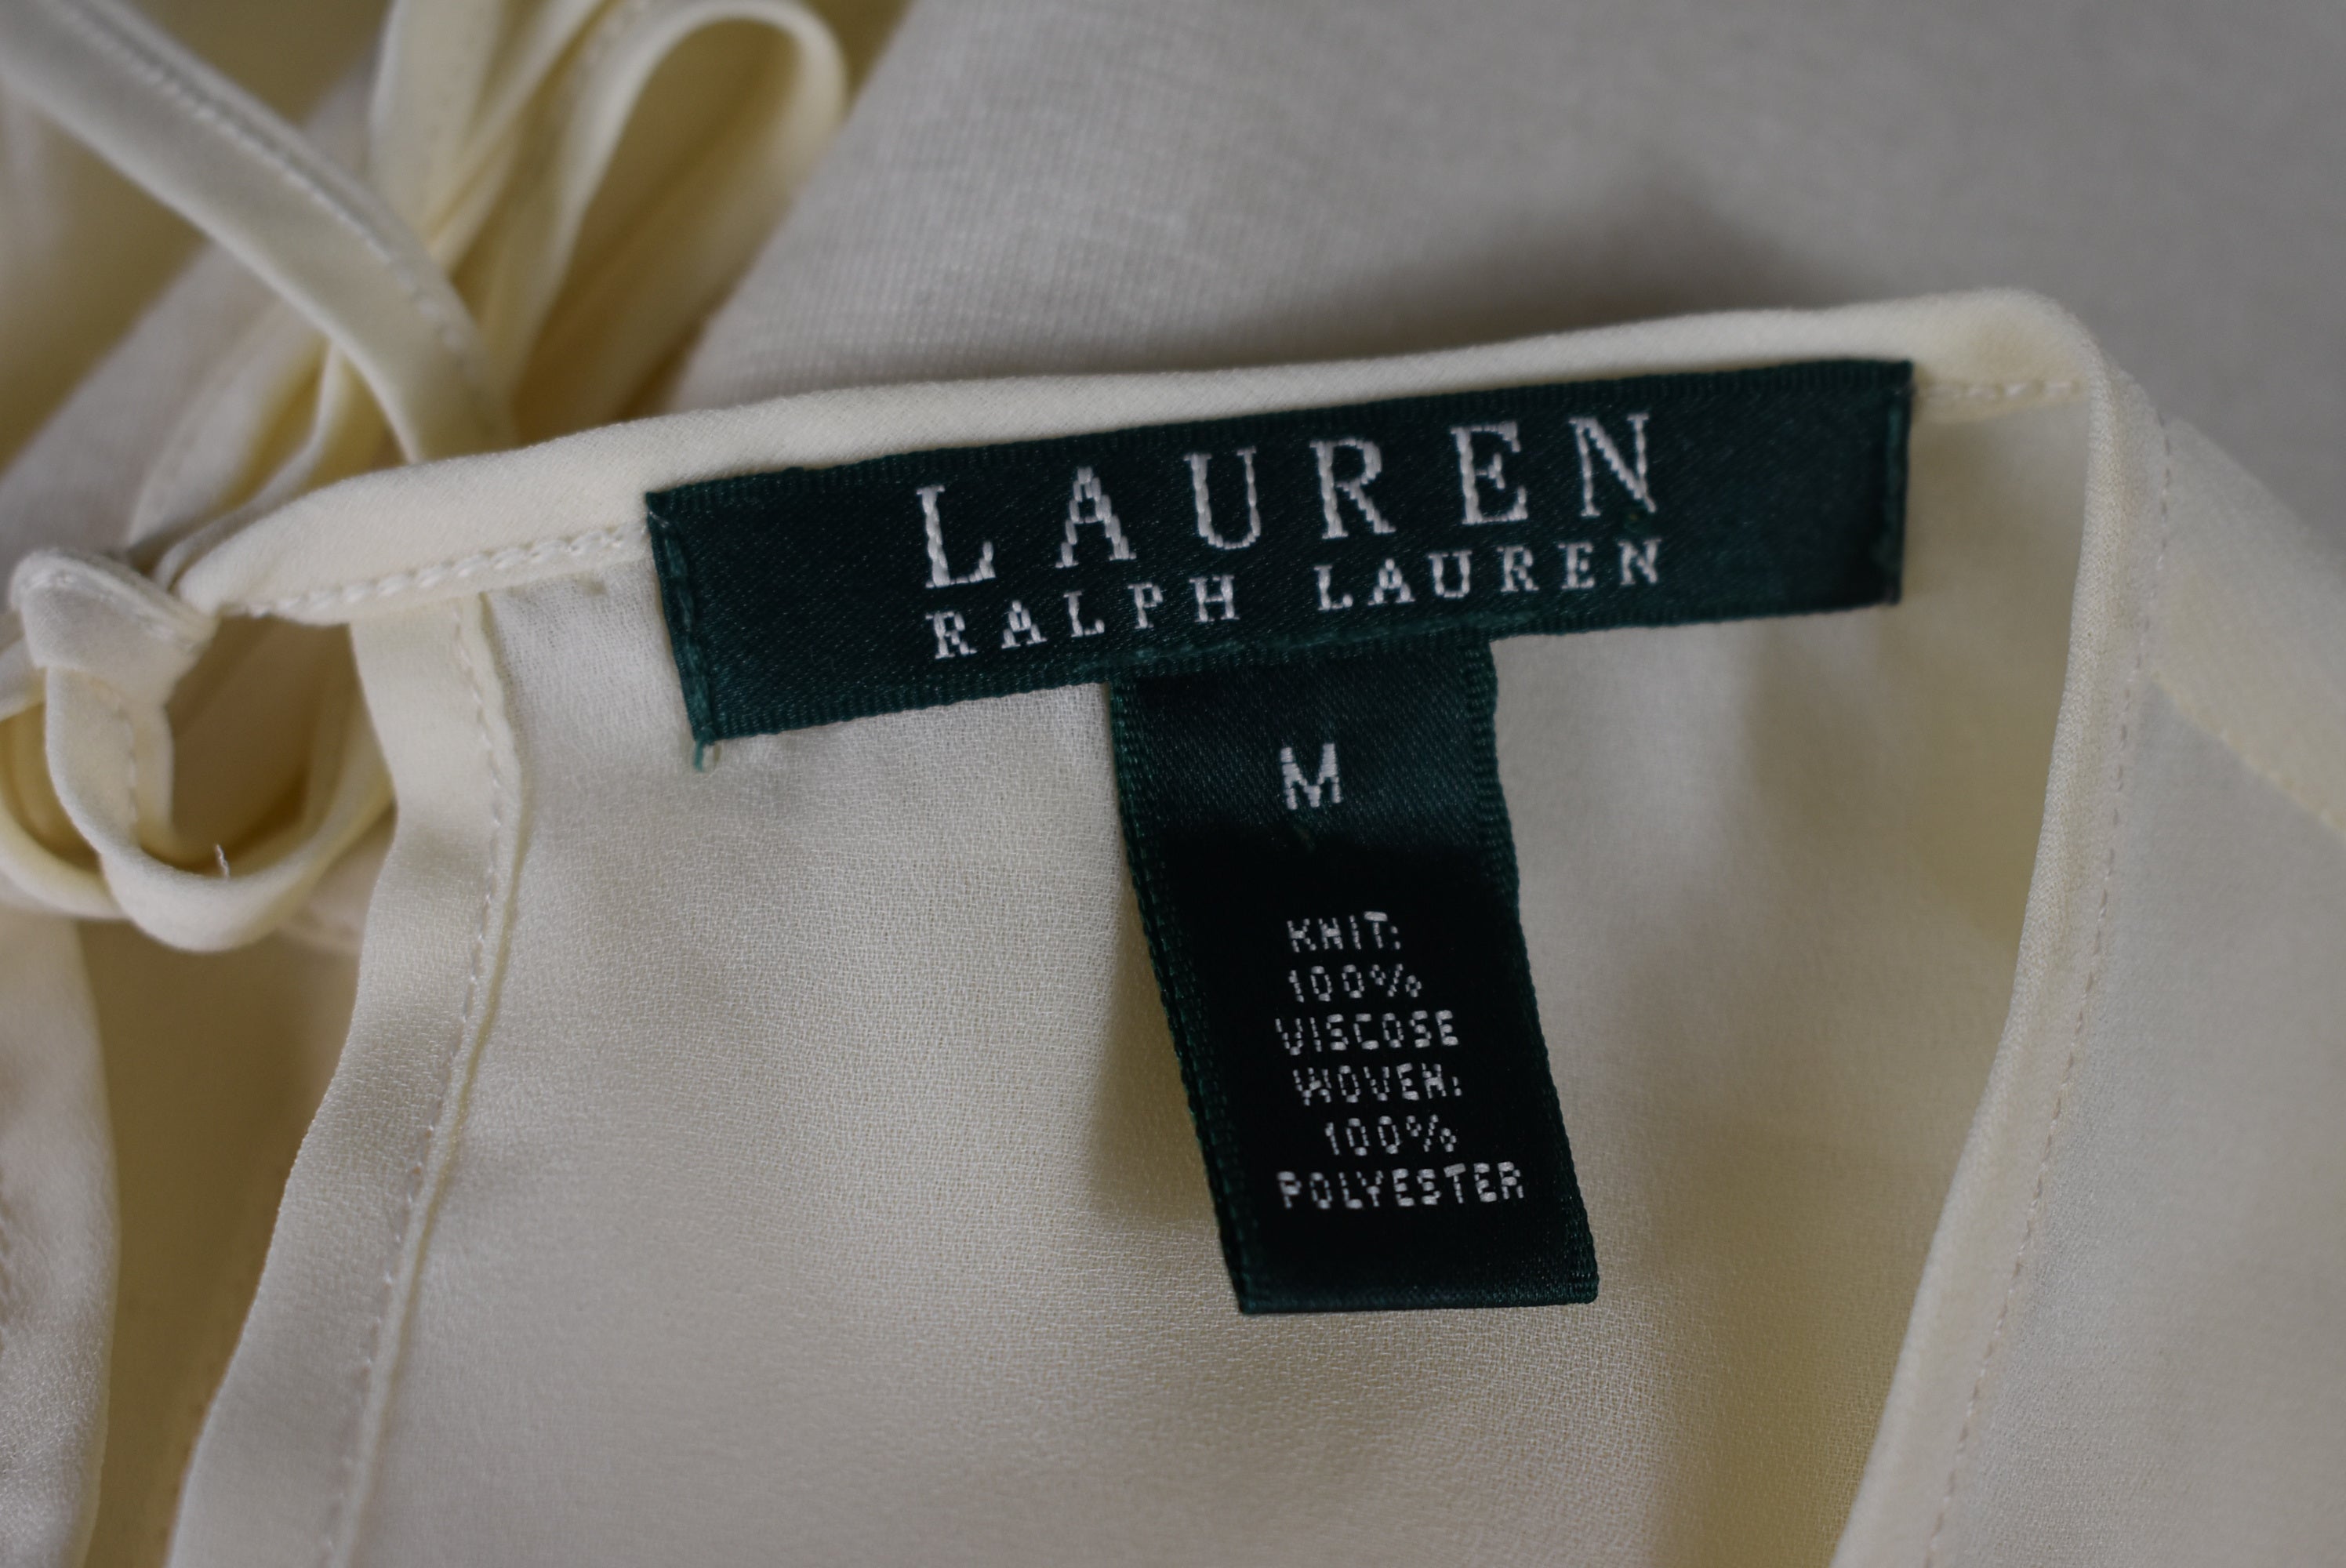 LAUREN
RALPH LAUREN
M
KNIT:
100%
VISCOSE
WOVEN:
100%
POLYESTER